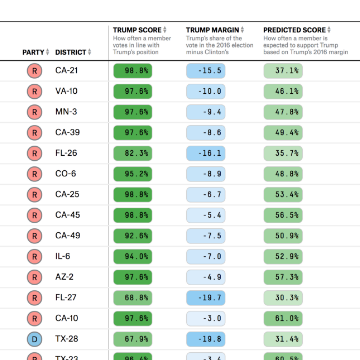 TRUMP SCORE TRUMP MARGIN PREDICTED SCORE
How often a member Trump's share of the How often a member is
votes in line with vote in the 2016 election expected to support Trump
PARTY DISTRICT Trump's position minus Clinton's based on Trump's 2016 margin
R CA-21 98.8% -15.5 37.1%
R VA-10 97.6% -10.0 46.1%
R MN-3 97.6% -9.4 47.8%
R CA-39 97.6% -8.6 49.4%
R FL-26 82.3% -16.1 35.7%
R CO-6 95.2% -8.9 48.8%
R CA-25 97.6% -6.7 53.4%
R CA-45 98.8% -5.4 56.5%
R CA-49 92.6% -7.5 50.9%
R IL-6 94.0% -7.0 52.9%
R AZ-2 97.6% -4.9 57.3%
R FL-27 68.8% -19.7 30.3%
R CA-10 97.6% -3.0 61.0%
D TX-28 67.9% -19.8 31.4%
R TX-23 -3.4 60.5%